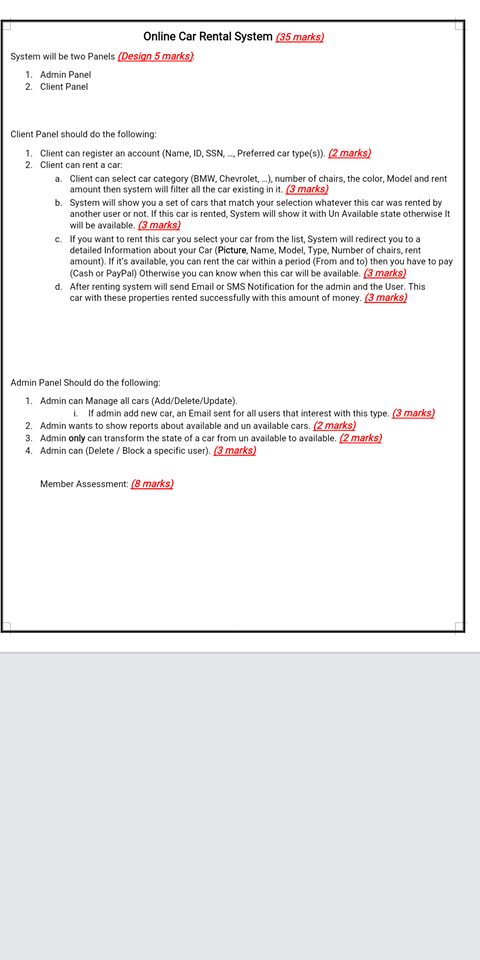 Online Car Rental System (35 marks)
System will be two Panels (Design 5 marks):
1. Admin Panel
2. Client Panel
Client Panel should do the following:
1. Client can register an account (Name, ID, SSN, ..., Preferred car type(s)). (2 marks)
2. Client can rent a car:
a. Client can select car category (BMW, Chevrolet, ...), number of chairs, the color, Model and rent
amount then system will filter all the car existing in it. (3 marks)
b. System will show you a set of cars that match your selection whatever this car was rented by
another user or not. If this car is rented, System will show it with Un Available state otherwise It
will be available. (3 marks)
c. If you want to rent this car you select your car from the list, System will redirect you to a
detailed Information about your Car (Picture, Name, Model, Type, Number of chairs, rent
amount). If it's available, you can rent the car within a period (From and to) then you have to pay
(Cash or PayPal) Otherwise you can know when this car will be available. (3 marks)
d. After renting system will send Email or SMS Notification for the admin and the User. This
car with these properties rented successfully with this amount of money. (3 marks)
Admin Panel Should do the following:
1. Admin can Manage all cars (Add/Delete/Update).
i. If admin add new car, an Email sent for all users that interest with this type. (3 marks)
2. Admin wants to show reports about available and un available cars. (2 marks)
3. Admin only can transform the state of a car from un available to available. (2 marks)
4. Admin can (Delete / Block a specific user). (3 marks)
Member Assessment: (8 marks)